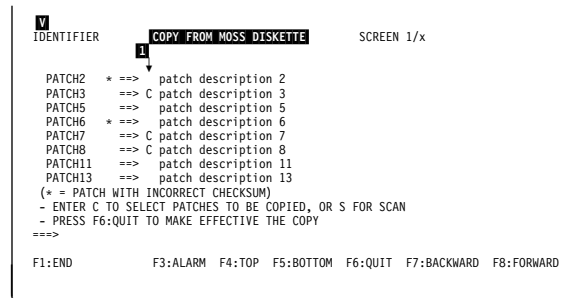 V
IDENTIFIER COPY FROM MOSS DISKETTE SCREEN 1/x
1
PATCH2 * ==> patch description 2
PATCH3 ==> C patch description 3
PATCH5 ==> patch description 5
PATCH6 * ==> patch description 6
PATCH7 ==> C patch description 7
PATCH8 ==> C patch description 8
PATCH11 ==> patch description 11
PATCH13 ==> patch description 13
(* = PATCH WITH INCORRECT CHECKSUM)
- ENTER C TO SELECT PATCHES TO BE COPIED, OR S FOR SCAN
- PRESS F6:QUIT TO MAKE EFFECTIVE THE COPY
===>
F1:END F3:ALARM F4:TOP F5:BOTTOM F6:QUIT F7:BACKWARD F8:FORWARD